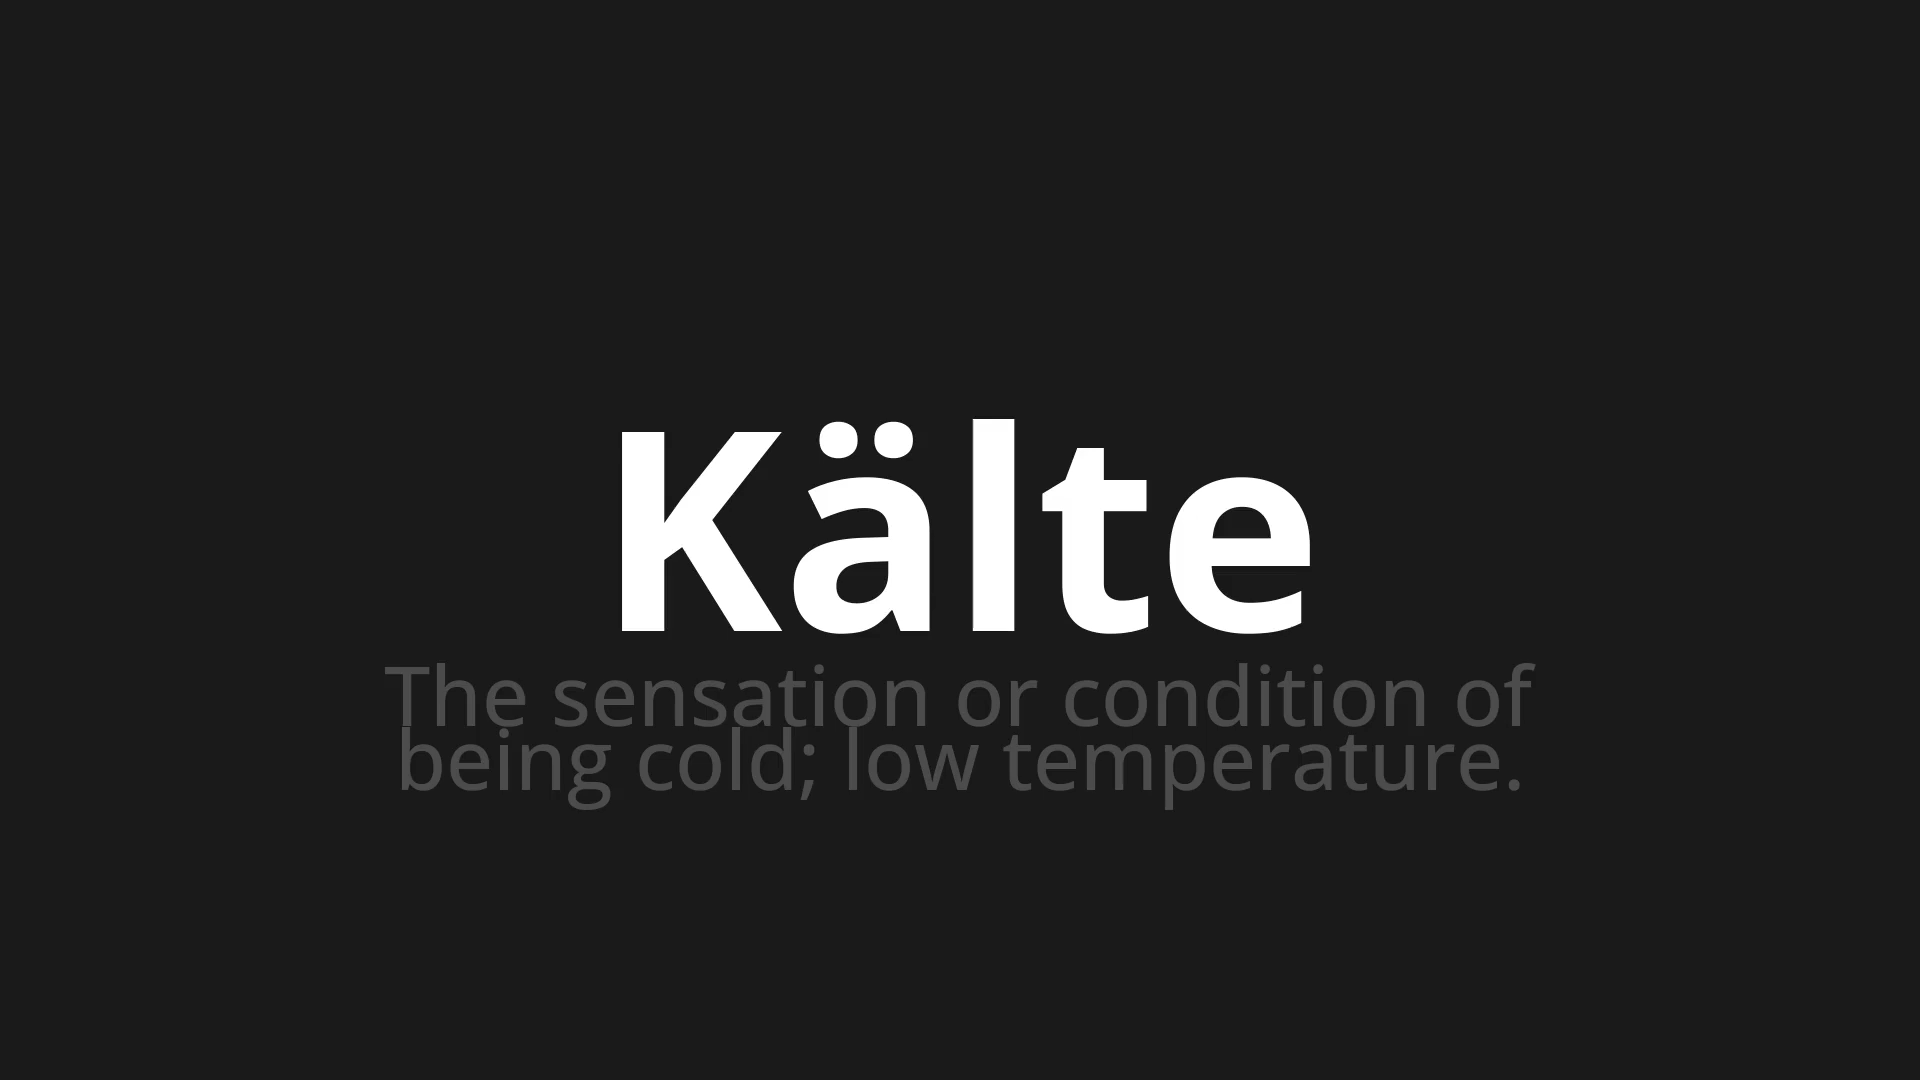 Kälte
The sensation or condition of
being cold; low temperature.